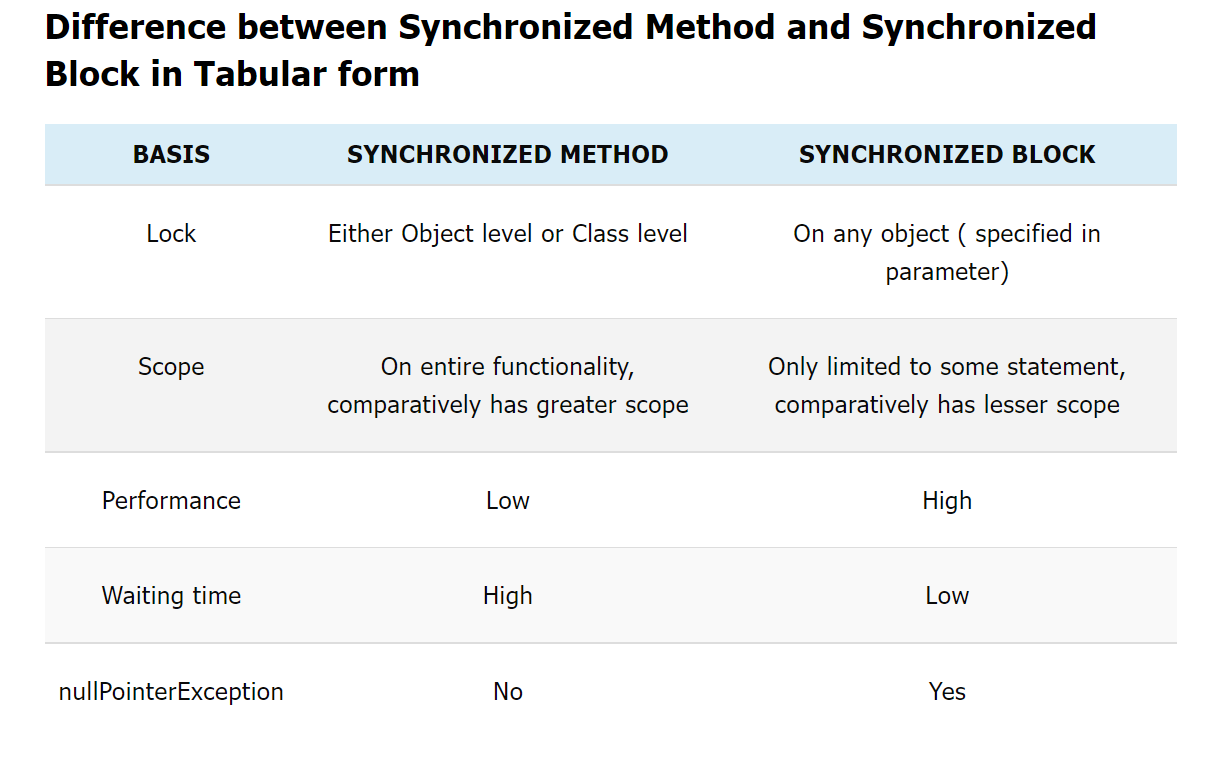 Difference between Synchronized Method and Synchronized
Block in Tabular form
BASIS SYNCHRONIZED METHOD SYNCHRONIZED BLOCK
Lock Either Object level or Class level On any object ( specified in
parameter)
Scope On entire functionality, Only limited to some statement,
comparatively has greater scope comparatively has lesser scope
Performance Low High
Waiting time High Low
nullPointerException No Yes